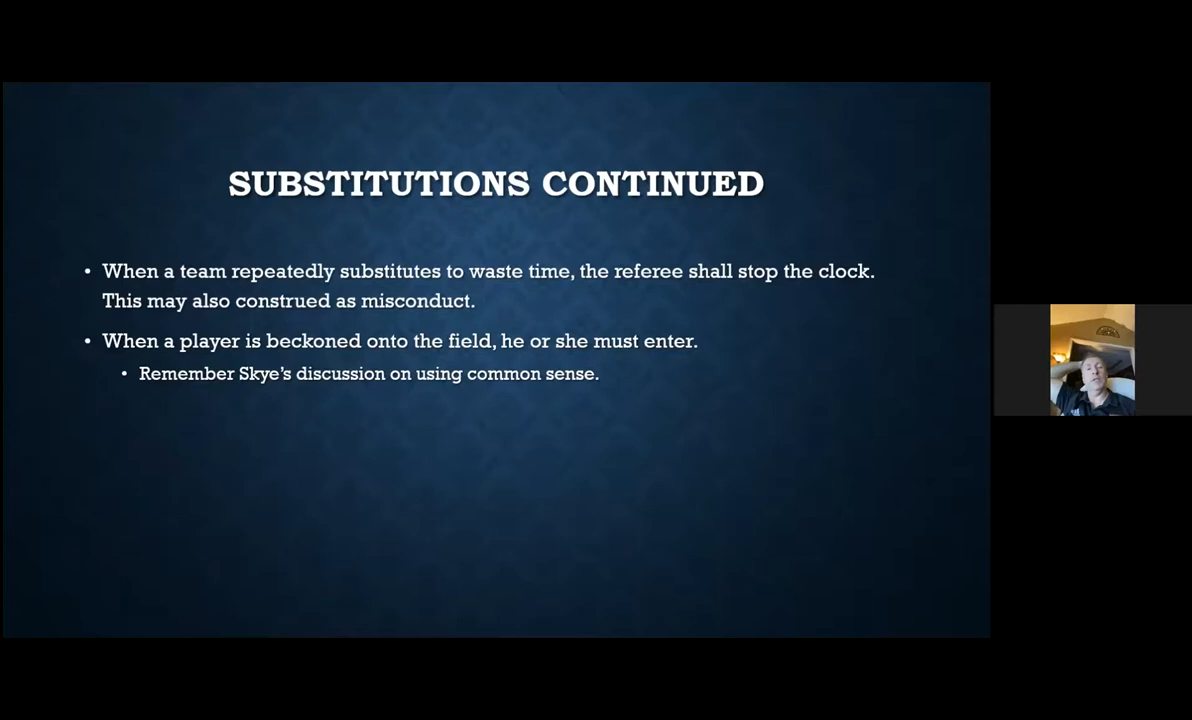 SUBSTITUTIONS CONTINUED
• When a team repeatedly substitutes to waste time, the referee shall stop the clock.
This may also construed as misconduct.
• When a player is beckoned onto the field, he or she must enter.
• Remember Skye's discussion on using common sense.